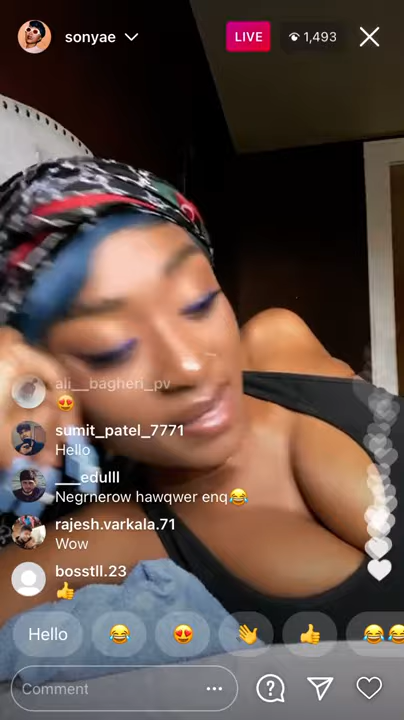 sonyae
LIVE
1,493
ali__bagheri_pv
😍
sumit_patel_7771
Hello
___edulll
Negrnerow hawqwer enq😂
rajesh.varkala.71
Wow
bosstll.23
👍
Hello 😂 😍 👋 👍 😂😂
Comment